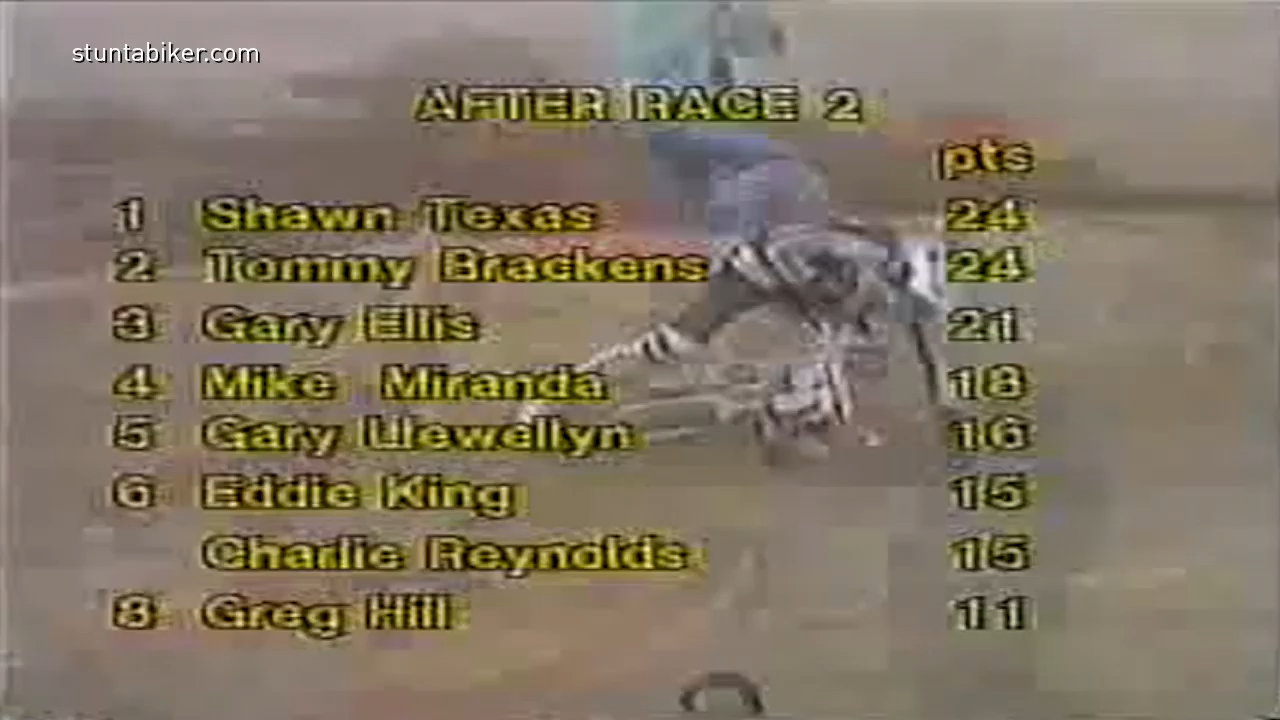 stuntabiker.com
AFTER RACE 2
pts
1 Shawn Texas 24
2 Tommy Brackens 24
3 Gary Ellis 21
4 Mike Miranda 18
5 Gary Llewellyn 16
6 Eddie King 15
Charlie Reynolds 15
8 Greg Hill 11